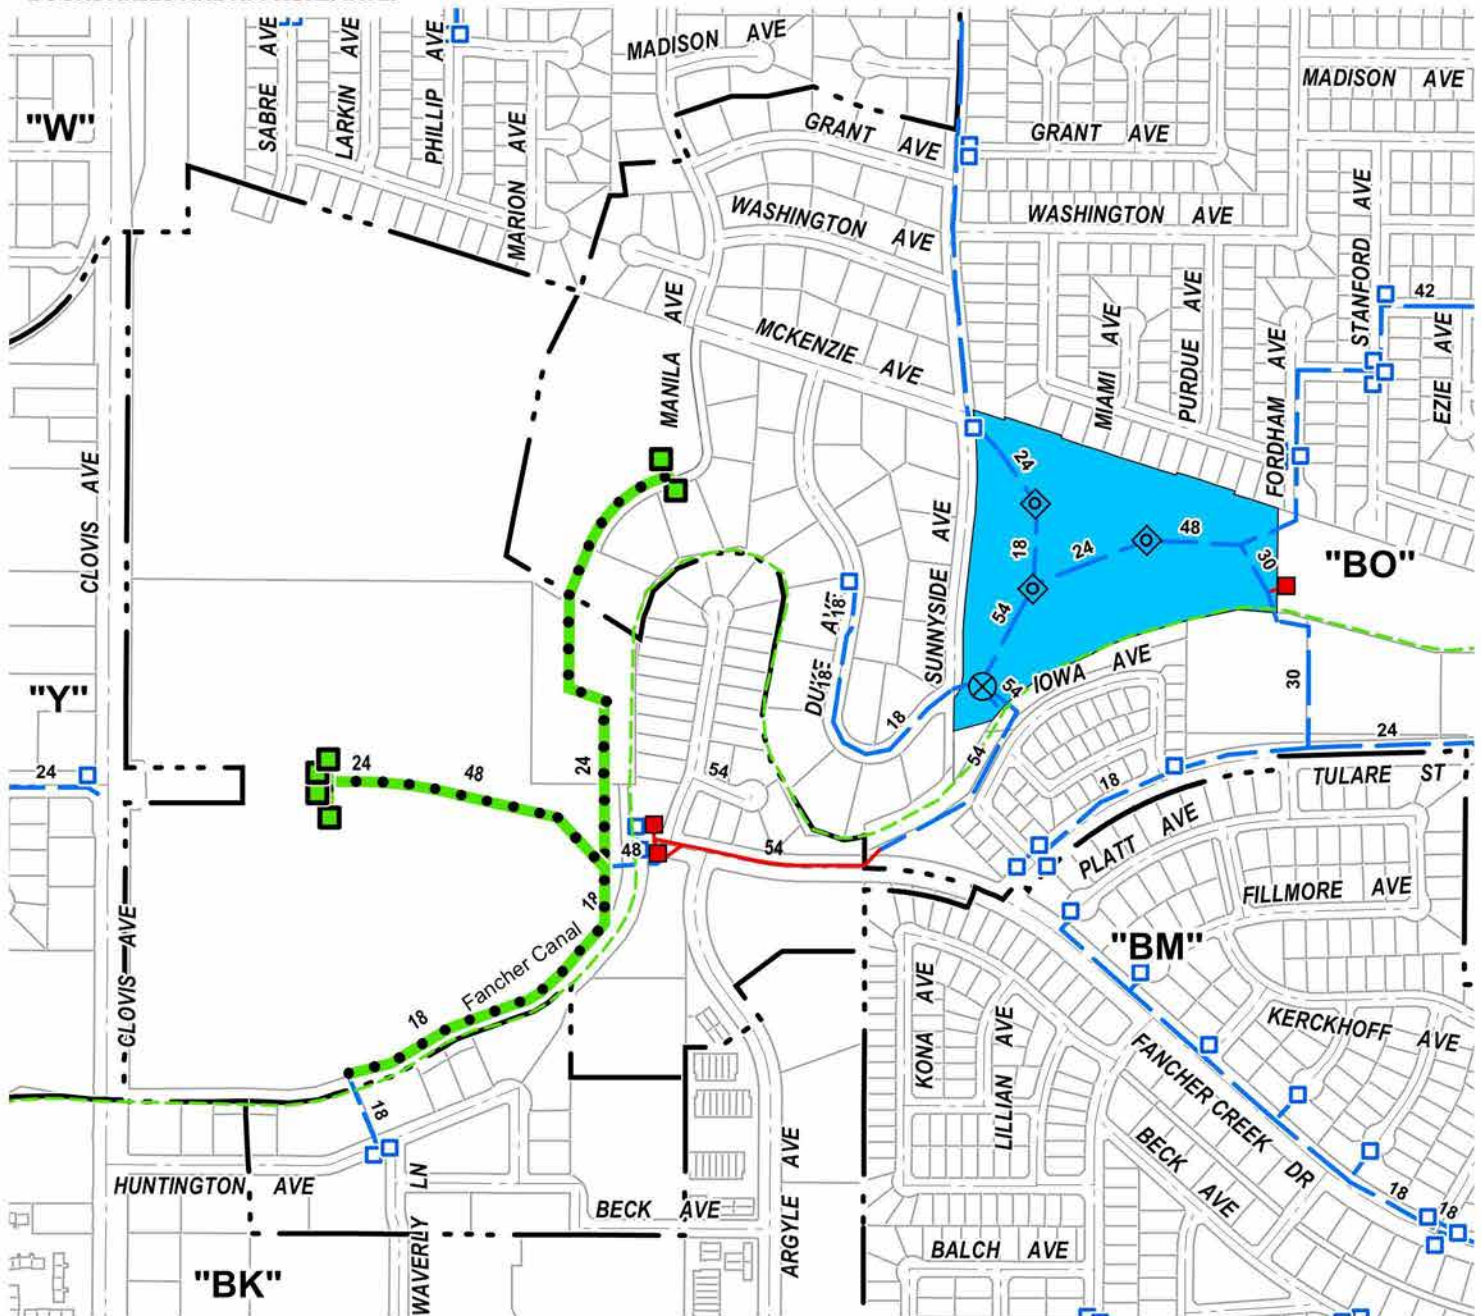 MADISON AVE
MADISON AVE
"W"
SABRE AVE
LARKIN AVE
PHILLIP AVE
MARION AVE
GRANT AVE
GRANT AVE
WASHINGTON AVE
WASHINGTON AVE
STANFORD AVE
42
EZIE AVE
MANILA AVE
MCKENZIE AVE
MIAMI AVE
PURDUE AVE
FORDHAM AVE
CLOVIS AVE
24
18
24
48
30
"BO"
SUNNYSIDE AVE
DUKE AVE
18
18
18
54
54
IOWA AVE
30
"Y"
24
24
48
24
54
54
18
24
TULARE ST
PLATT AVE
48
54
18
FILLMORE AVE
"BM"
CLOVIS AVE
Fancher Canal
18
KONA AVE
LILLIAN AVE
KERCKHOFF AVE
FANCHER CREEK DR
BECK AVE
18
18
18
HUNTINGTON AVE
WAVERLY LN
BECK AVE
ARGYLE AVE
BALCH AVE
"BK"